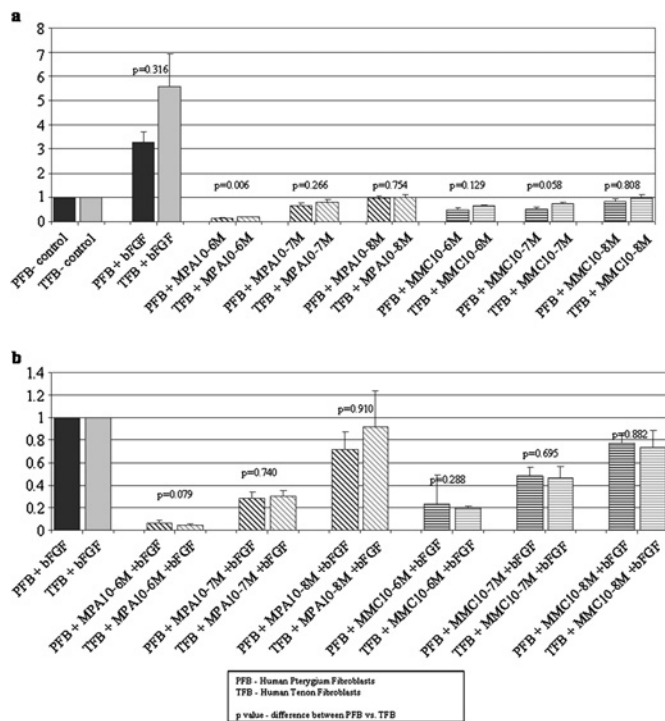 a
8
7
6
5
4
3
2
1
0
p=0.316
p=0.006
p=0.266
p=0.754
p=0.129
p=0.058
p=0.808
PFB- control
TFB- control
PFB + bFGF
TFB + bFGF
PFB + MPA10-6M
TFB + MPA10-6M
PFB + MPA10-7M
TFB + MPA10-7M
PFB + MPA10-8M
TFB + MPA10-8M
PFB + MMC10-6M
TFB + MMC10-6M
PFB + MMC10-7M
TFB + MMC10-7M
PFB + MMC10-8M
TFB + MMC10-8M
b
1.4
1.2
1
0.8
0.6
0.4
0.2
0
p=0.079
p=0.740
p=0.910
p=0.288
p=0.695
p=0.882
PFB + bFGF
TFB + bFGF
PFB + MPA10-6M +bFGF
TFB + MPA10-6M +bFGF
PFB + MPA10-7M +bFGF
TFB + MPA10-7M +bFGF
PFB + MPA10-8M +bFGF
TFB + MPA10-8M +bFGF
PFB + MMC10-6M +bFGF
TFB + MMC10-6M +bFGF
PFB + MMC10-7M +bFGF
TFB + MMC10-7M +bFGF
PFB + MMC10-8M +bFGF
TFB + MMC10-8M +bFGF
PFB - Human Pterygium Fibroblasts
TFB - Human Tenon Fibroblasts
p value - difference between PFB vs. TFB